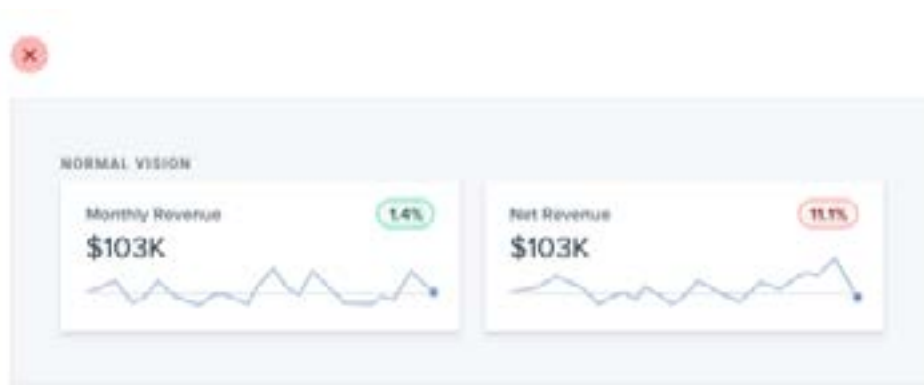 NORMAL VISION
Monthly Revenue
1.4%
$103K
Net Revenue
11.1%
$103K